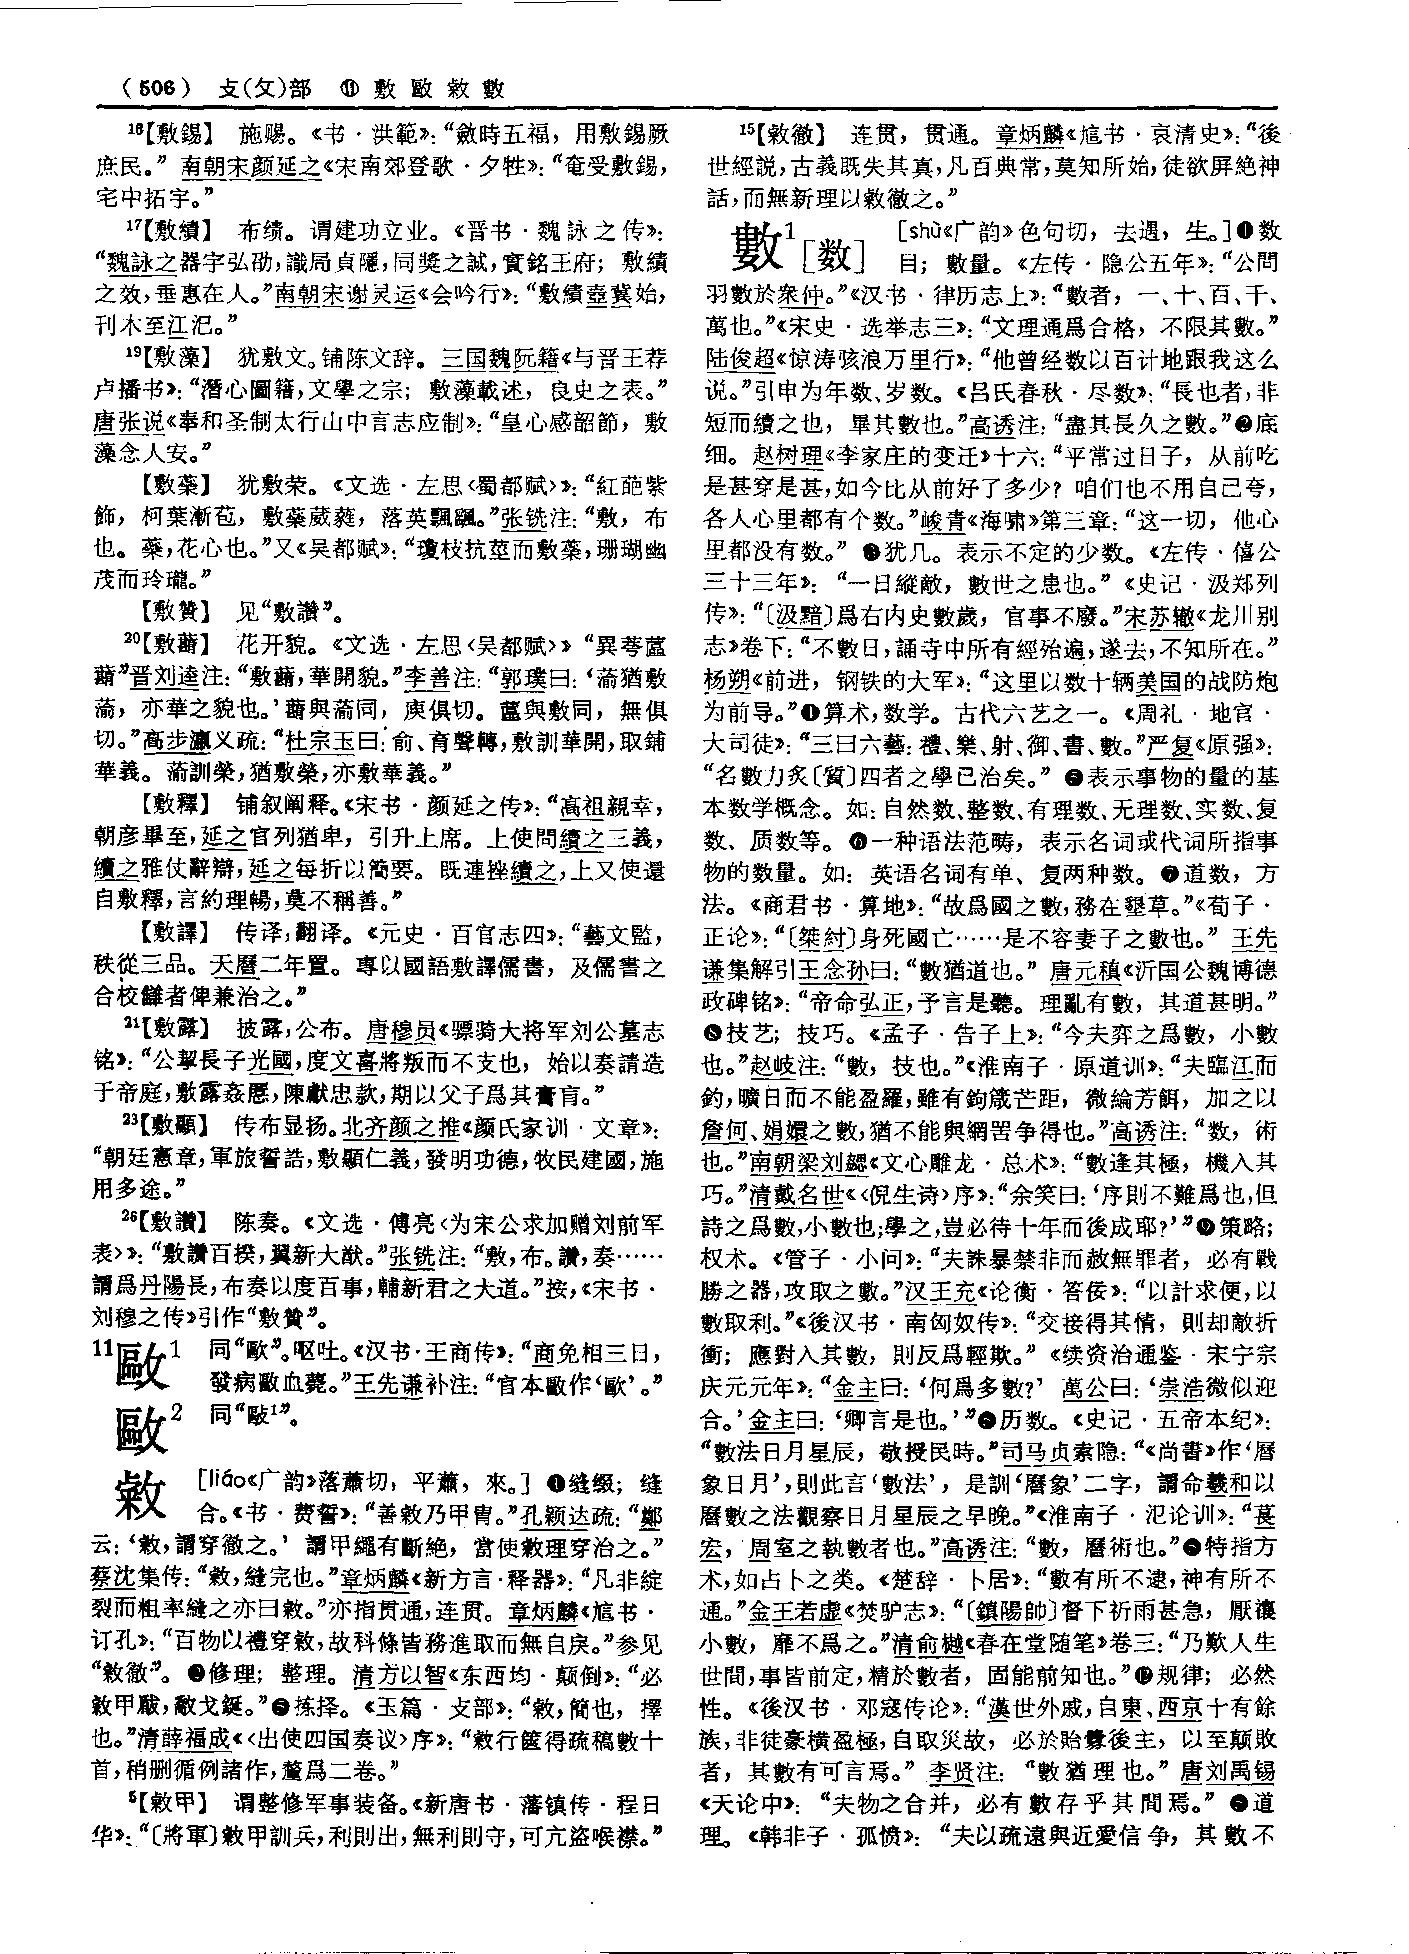 （506） 攴(攵)部 ⑪ 敷 敺 敹 數
16【敷錫】 施赐。《书·洪範》：“斂時五福，用敷錫厥
庶民。”南朝宋颜延之《宋南郊登歌·夕牲》：“奄受敷錫，
宅中拓宇。”
17【敷績】 布绩。谓建功立业。《晋书·魏詠之传》：
“魏詠之器宇弘劭，識局貞隱，同獎之誠，實銘王府；敷績
之效，垂惠在人。”南朝宋谢灵运《会吟行》：“敷績壺冀始，
刊木至江汜。”
19【敷藻】 犹敷文。铺陈文辞。三国魏阮籍《与晋王荐
卢播书》：“潛心圖籍，文學之宗；敷藻載述，良史之表。”
唐张说《奉和圣制太行山中言志应制》：“皇心感韶節，敷
藻念人安。”
【敷蘂】 犹敷荣。《文选·左思〈蜀都赋〉》：“紅葩紫
飾，柯葉漸苞，敷蘂葳蕤，落英飄颻。”张铣注：“敷，布
也。蘂，花心也。”又《吴都赋》：“瓊枝抗莖而敷蘂，珊瑚幽
茂而玲瓏。”
【敷贊】 见“敷讚”。
20【敷蘛】 花开貌。《文选·左思〈吴都赋〉》“異荂蓲
蘛”晋刘逵注：“敷蘛，華開貌。”李善注：“郭璞曰：‘蕍猶敷
蕍，亦華之貌也。’蘛與蕍同，庾俱切。蓲與敷同，無俱
切。”高步瀛义疏：“杜宗玉曰：俞、育聲轉，敷訓華開，取鋪
華義。蕍訓榮，猶敷榮，亦敷華義。”
【敷釋】 铺叙阐释。《宋书·颜延之传》：“高祖親幸，
朝彦畢至，延之官列猶卑，引升上席。上使問續之三義，
續之雅仗辭辯，延之每折以簡要。既連挫續之，上又使還
自敷釋，言約理暢，莫不稱善。”
【敷譯】 传译；翻译。《元史·百官志四》：“藝文監，
秩從三品。天曆二年置。專以國語敷譯儒書，及儒書之
合校讎者俾兼治之。”
21【敷露】 披露，公布。唐穆员《骠骑大将军刘公墓志
铭》：“公挈長子光國，度文喜將叛而不支也，始以奏請造
于帝庭，敷露姦慝，陳獻忠款，期以父子爲其膏肓。”
23【敷顯】 传布显扬。北齐颜之推《颜氏家训·文章》：
“朝廷憲章，軍旅誓誥，敷顯仁義，發明功德，牧民建國，施
用多途。”
26【敷讚】 陈奏。《文选·傅亮〈为宋公求加赠刘前军
表〉》：“敷讚百揆，翼新大猷。”张铣注：“敷，布。讚，奏……
謂爲丹陽長，布奏以度百事，輔新君之大道。”按，《宋书·
刘穆之传》引作“敷贊”。
11敺1 同“歐”。呕吐。《汉书·王商传》：“商免相三日，
發病敺血薨。”王先谦补注：“官本敺作‘歐’。”
敺2 同“毆1”。
敹 [liáo《广韵》落蕭切，平蕭，來。] ❶缝缀；缝
合。《书·费誓》：“善敹乃甲冑。”孔颖达疏：“鄭
云：‘敹，謂穿徹之。’謂甲繩有斷絶，當使敹理穿治之。”
蔡沈集传：“敹，縫完也。”章炳麟《新方言·释器》：“凡非綻
裂而粗率縫之亦曰敹。”亦指贯通，连贯。章炳麟《訄书·
订孔》：“百物以禮穿敹，故科條皆務進取而無自戾。”参见
“敹徹”。❷修理；整理。清方以智《东西均·颠倒》：“必
敹甲䤭，敵戈鋋。”❸拣择。《玉篇·攴部》：“敹，簡也，擇
也。”清薛福成《〈出使四国奏议〉序》：“敹行篋得疏稿數十
首，稍删循例諸作，釐爲二卷。”
5【敹甲】 谓整修军事装备。《新唐书·藩镇传·程日
华》：“〔將軍〕敹甲訓兵，利則出，無利則守，可亢盜喉襟。”
15【敹徹】 连贯，贯通。章炳麟《訄书·哀清史》：“後
世經説，古義既失其真，凡百典常，莫知所始，徒欲屏絶神
話，而無新理以敹徹之。”
數1［数］ [shù《广韵》色句切，去遇，生。]❶数
目；數量。《左传·隐公五年》：“公問
羽數於衆仲。”《汉书·律历志上》：“數者，一、十、百、千、
萬也。”《宋史·选举志三》：“文理通爲合格，不限其數。”
陆俊超《惊涛骇浪万里行》：“他曾经数以百计地跟我这么
说。”引申为年数、岁数。《吕氏春秋·尽数》：“長也者，非
短而續之也，畢其數也。”高诱注：“盡其長久之數。”❷底
细。赵树理《李家庄的变迁》十六：“平常过日子，从前吃
是甚穿是甚，如今比从前好了多少？咱们也不用自己夸，
各人心里都有个数。”峻青《海啸》第三章：“这一切，他心
里都没有数。”❸犹几。表示不定的少数。《左传·僖公
三十三年》：“一日縱敵，數世之患也。”《史记·汲郑列
传》：“〔汲黯〕爲右内史數歲，官事不廢。”宋苏辙《龙川别
志》卷下：“不數日，誦寺中所有經殆遍，遂去，不知所在。”
杨朔《前进，钢铁的大军》：“这里以数十辆美国的战防炮
为前导。”❹算术，数学。古代六艺之一。《周礼·地官·
大司徒》：“三曰六藝：禮、樂、射、御、書、數。”严复《原强》：
“名數力炙〔質〕四者之學已治矣。”❺表示事物的量的基
本数学概念。如：自然数、整数、有理数、无理数、实数、复
数、质数等。❻一种语法范畴，表示名词或代词所指事
物的数量。如：英语名词有单、复两种数。❼道数，方
法。《商君书·算地》：“故爲國之數，務在墾草。”《荀子·
正论》：“〔桀紂〕身死國亡……是不容妻子之數也。”王先
谦集解引王念孙曰：“數猶道也。”唐元稹《沂国公魏博德
政碑铭》：“帝命弘正，予言是聽。理亂有數，其道甚明。”
❽技艺；技巧。《孟子·告子上》：“今夫弈之爲數，小數
也。”赵岐注：“數，技也。”《淮南子·原道训》：“夫臨江而
釣，曠日而不能盈羅，雖有鉤箴芒距，微綸芳餌，加之以
詹何、娟嬛之數，猶不能與網罟争得也。”高诱注：“数，術
也。”南朝梁刘勰《文心雕龙·总术》：“數逢其極，機入其
巧。”清戴名世《〈倪生诗〉序》：“余笑曰：‘序則不難爲也，但
詩之爲數，小數也；學之，豈必待十年而後成耶？’”❾策略；
权术。《管子·小问》：“夫誅暴禁非而赦無罪者，必有戰
勝之器，攻取之數。”汉王充《论衡·答佞》：“以計求便，以
數取利。”《後汉书·南匈奴传》：“交接得其情，則却敵折
衝；應對入其數，則反爲輕欺。”《续资治通鉴·宋宁宗
庆元元年》：“金主曰：‘何爲多數？’萬公曰：‘崇浩微似迎
合。’金主曰：‘卿言是也。’”❿历数。《史记·五帝本纪》：
“數法日月星辰，敬授民時。”司马贞索隐：“《尚書》作‘曆
象日月’，則此言‘數法’，是訓‘曆象’二字，謂命羲和以
曆數之法觀察日月星辰之早晚。”《淮南子·氾论训》：“萇
宏，周室之執數者也。”高诱注：“數，曆術也。”⓫特指方
术，如占卜之类。《楚辞·卜居》：“數有所不逮，神有所不
通。”金王若虚《焚驴志》：“〔鎮陽帥〕督下祈雨甚急，厭禳
小數，靡不爲之。”清俞樾《春在堂随笔》卷三：“乃歎人生
世間，事皆前定，精於數者，固能前知也。”⓬规律；必然
性。《後汉书·邓寇传论》：“漢世外戚，自東、西京十有餘
族，非徒豪横盈極，自取災故，必於貽釁後主，以至颠敗
者，其數有可言焉。”李贤注：“數猶理也。”唐刘禹锡
《天论中》：“夫物之合并，必有數存乎其間焉。”⓭道
理。《韩非子·孤愤》：“夫以疏遠與近愛信争，其數不